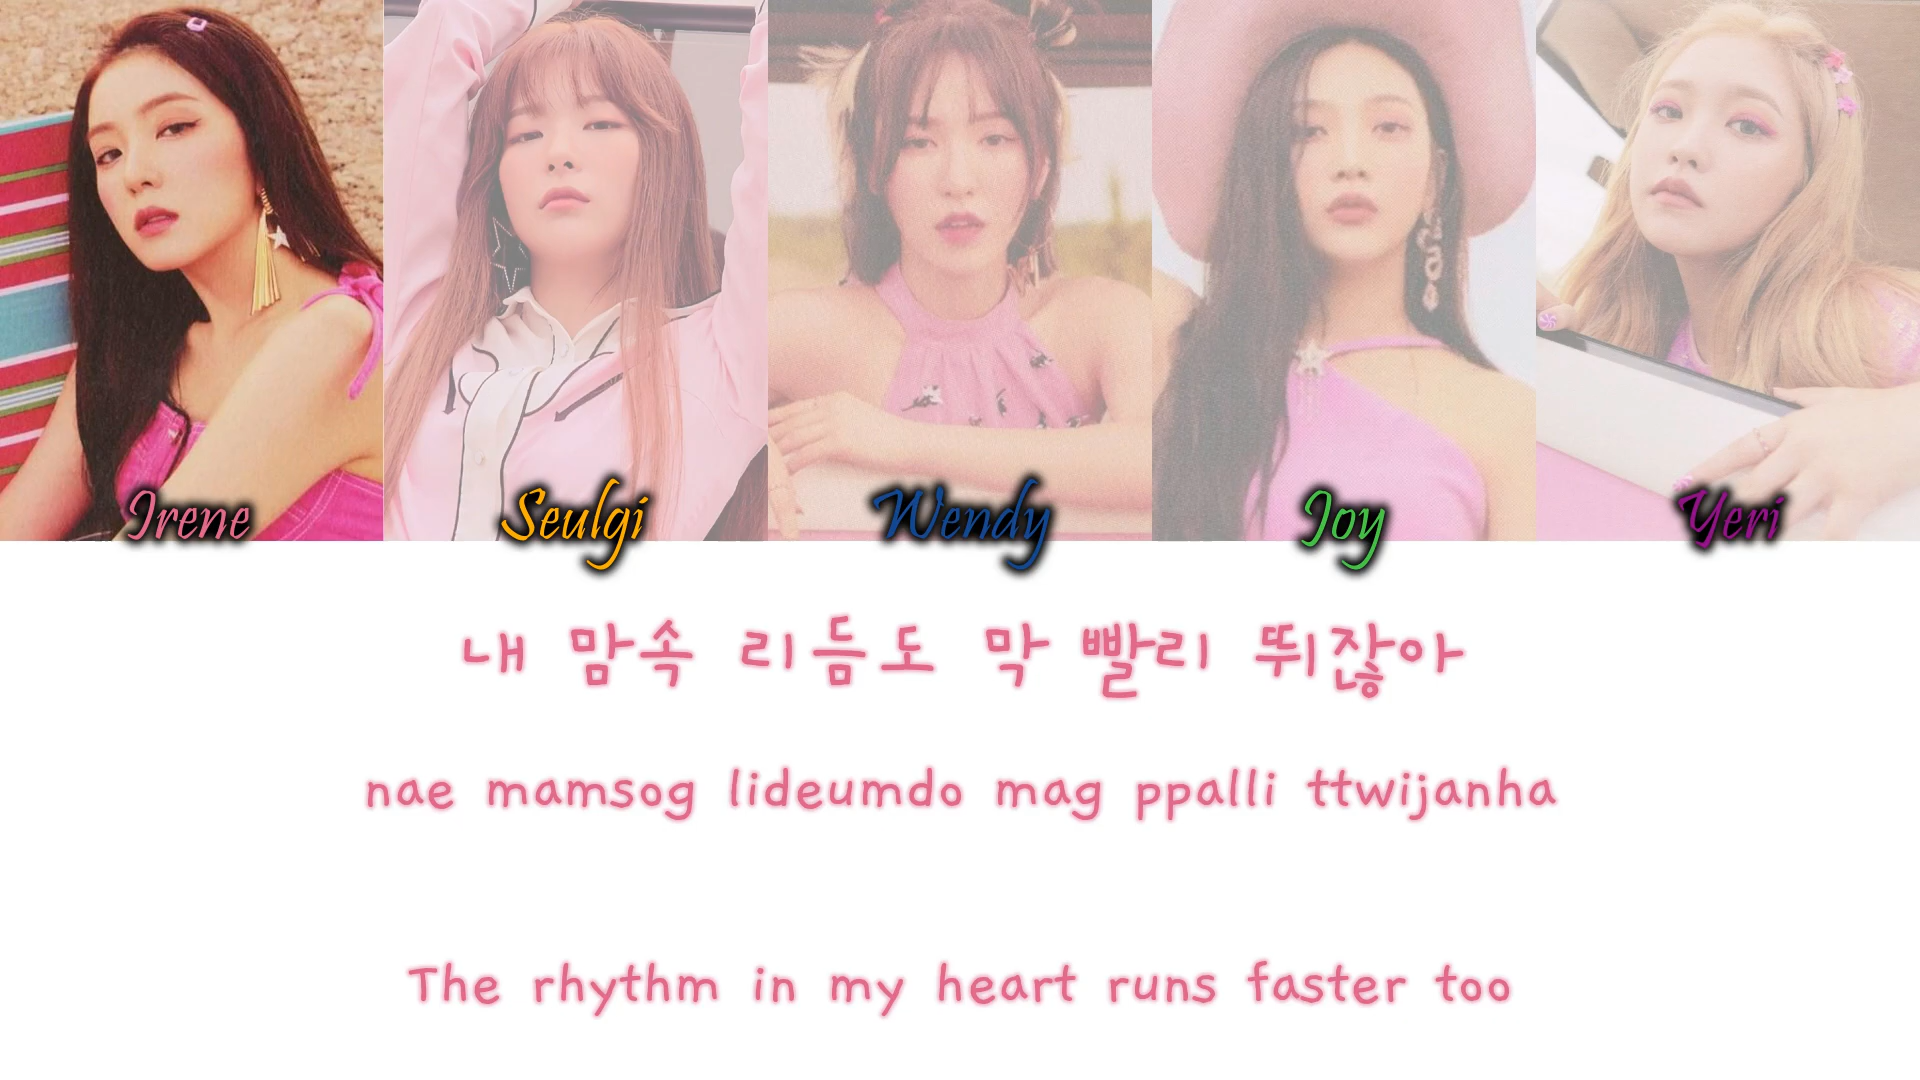 Irene Seulgi Wendy Joy Yeri
내 맘속 리듬도 막 빨리 뛰잖아
nae mamsog lideumdo mag ppalli ttwijanha
The rhythm in my heart runs faster too